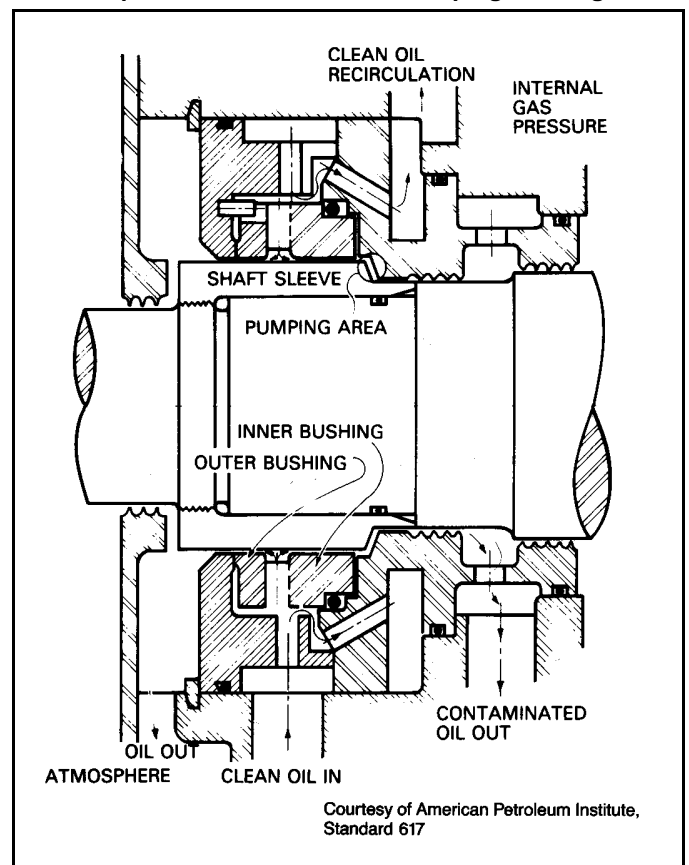 CLEAN OIL
RECIRCULATION
INTERNAL
GAS
PRESSURE
SHAFT SLEEVE
PUMPING AREA
INNER BUSHING
OUTER BUSHING
CONTAMINATED
OIL OUT
OIL OUT
ATMOSPHERE
CLEAN OIL IN
Courtesy of American Petroleum Institute,
Standard 617